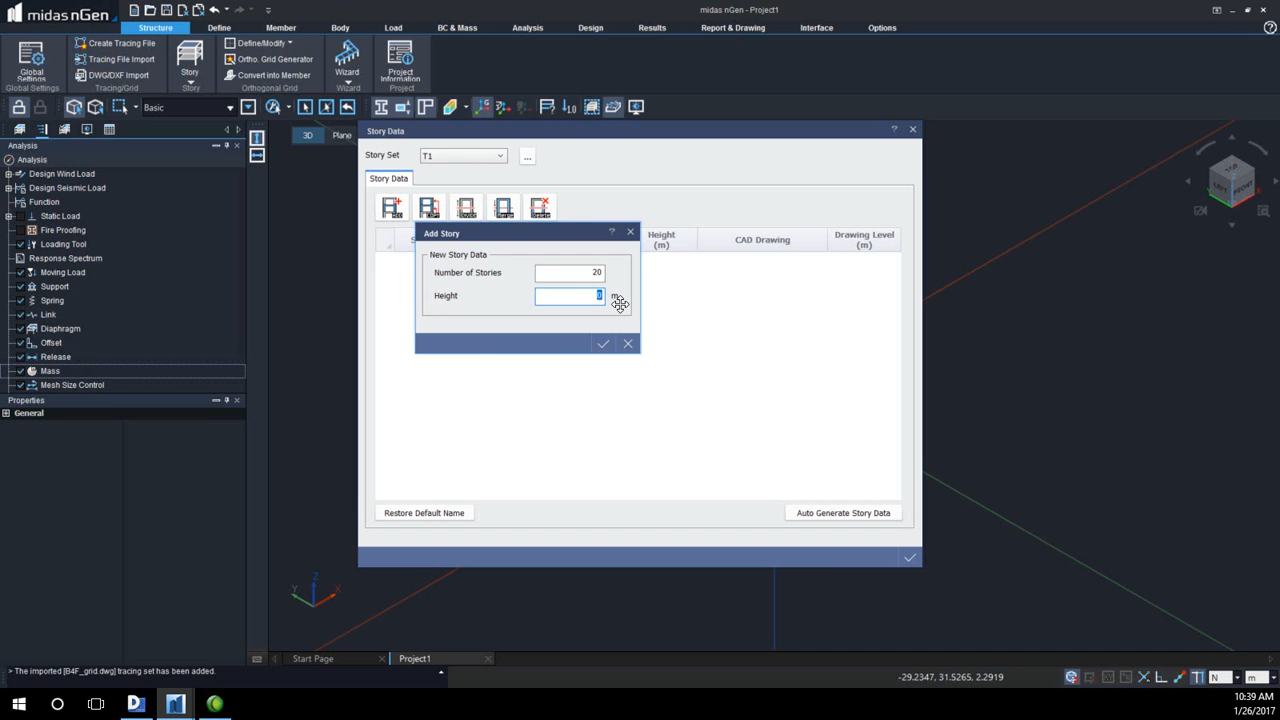 midas nGen - Project1
Structure Define Member Body Load BC & Mass Analysis Design Results Report & Drawing Interface Options
Global Settings
Create Tracing File
Tracing File Import
DWG/DXF Import
Story
Define/Modify
Ortho. Grid Generator
Convert into Member
Wizard
Project Information
Global Settings Tracing/Grid Story Orthogonal Grid Wizard Project
Basic
Analysis
Analysis
Design Wind Load
Design Seismic Load
Function
Static Load
Fire Proofing
Loading Tool
Response Spectrum
Moving Load
Support
Spring
Link
Diaphragm
Offset
Release
Mass
Mesh Size Control
Properties
General
3D Plane
Story Data
Story Set T1 ...
Story Data
Height (m) CAD Drawing Drawing Level (m)
Add Story
New Story Data
Number of Stories 20
Height 0 m
Restore Default Name Auto Generate Story Data
Z
Y X
LEFT FRONT
Start Page Project1
> The imported [B4F_grid.dwg] tracing set has been added.
-29.2347, 31.5265, 2.2919
N m
10:39 AM
1/26/2017